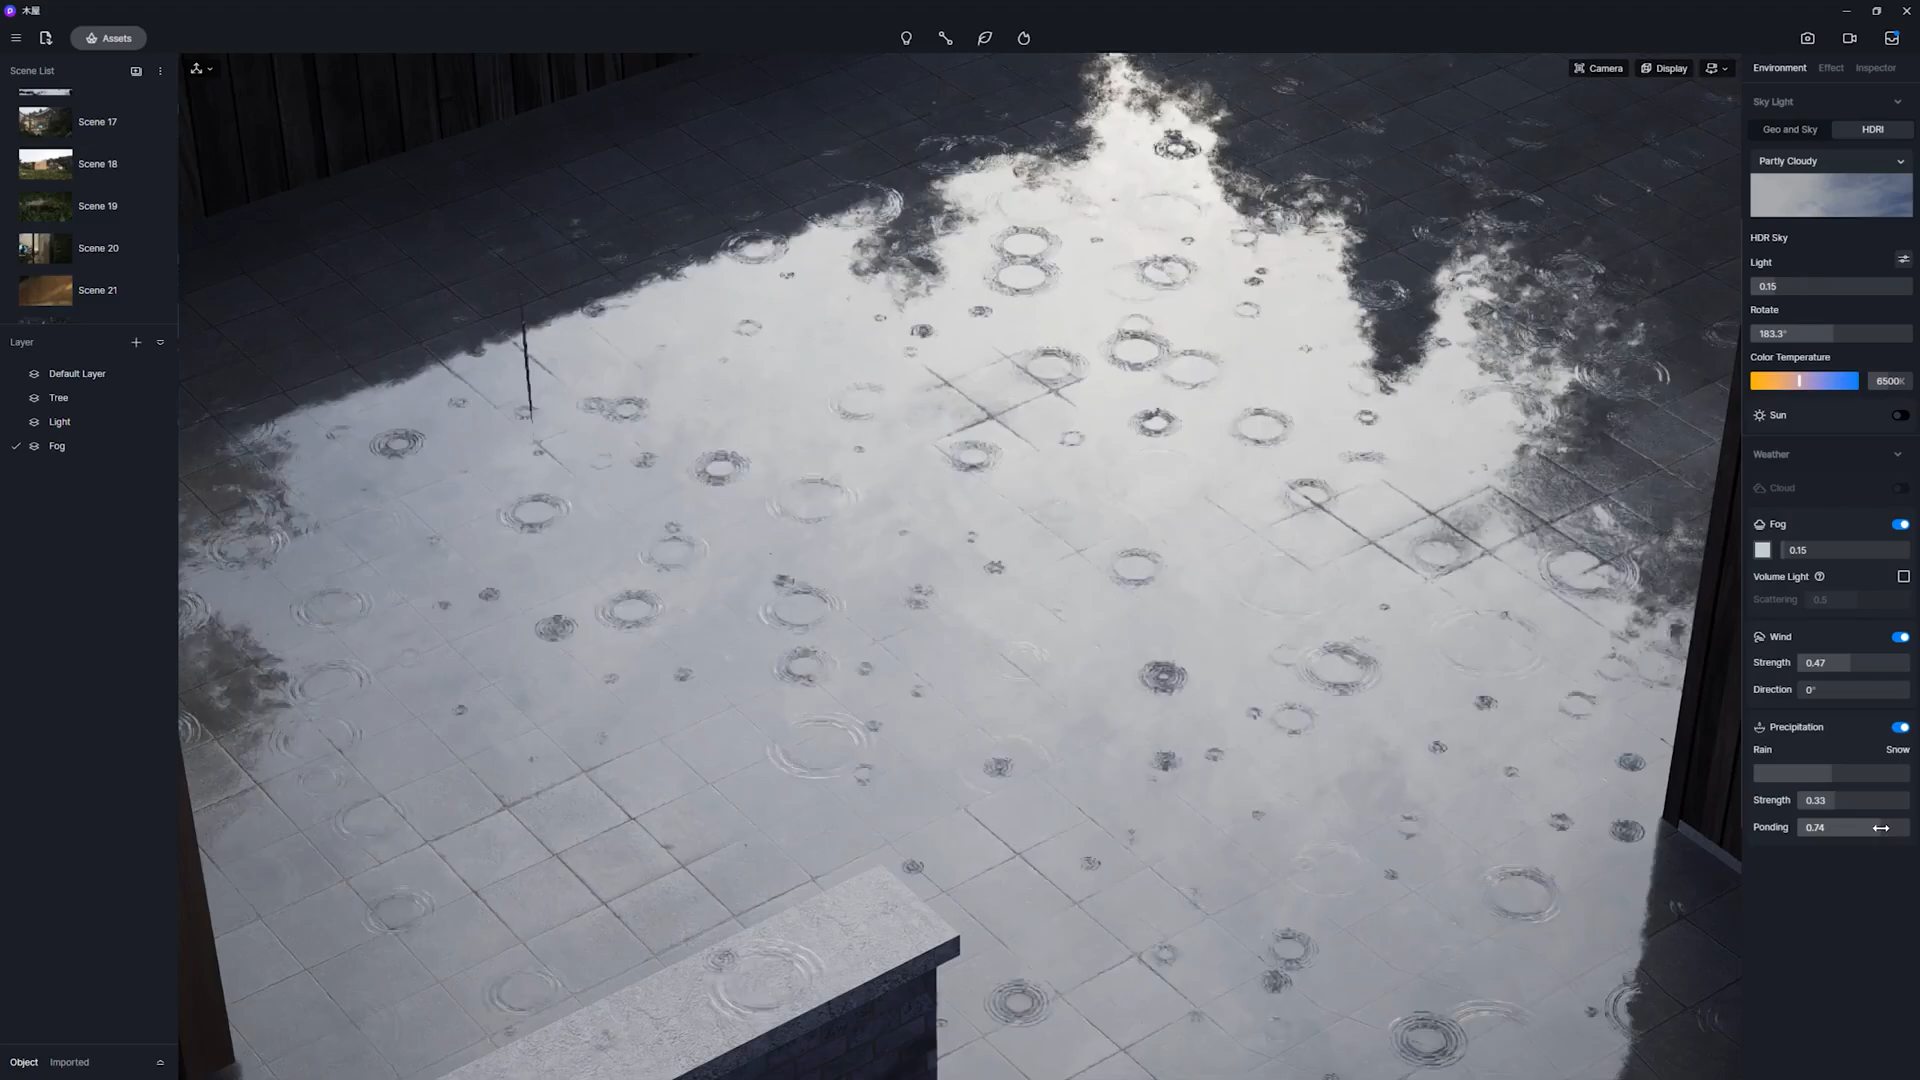 木屋
Assets
Scene List
Scene 17
Scene 18
Scene 19
Scene 20
Scene 21
Layer
Default Layer
Tree
Light
Fog
Object Imported
Camera Display
Environment Effect Inspector
Sky Light
Geo and Sky HDRI
Partly Cloudy
HDR Sky
Light
0.15
Rotate
183.3°
Color Temperature
6500K
Sun
Weather
Cloud
Fog
0.15
Volume Light
Scattering 0.5
Wind
Strength 0.47
Direction 0°
Precipitation
Rain Snow
Strength 0.33
Ponding 0.74